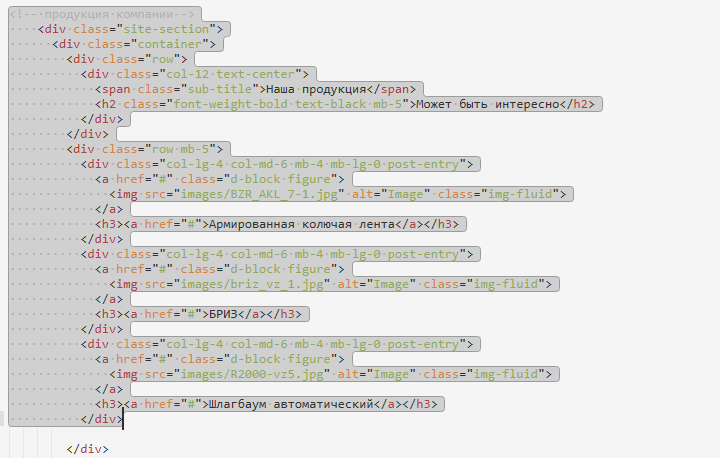 <!-- продукция компании-->
<div class="site-section">
<div class="container">
<div class="row">
<div class="col-12 text-center">
<span class="sub-title">Наша продукция</span>
<h2 class="font-weight-bold text-black mb-5">Может быть интересно</h2>
</div>
</div>
<div class="row mb-5">
<div class="col-lg-4 col-md-6 mb-4 mb-lg-0 post-entry">
<a href="#" class="d-block figure">
<img src="images/BZR_AKL_7-1.jpg" alt="Image" class="img-fluid">
</a>
<h3><a href="#">Армированная колючая лента</a></h3>
</div>
<div class="col-lg-4 col-md-6 mb-4 mb-lg-0 post-entry">
<a href="#" class="d-block figure">
<img src="images/briz_vz_1.jpg" alt="Image" class="img-fluid">
</a>
<h3><a href="#">БРИЗ</a></h3>
</div>
<div class="col-lg-4 col-md-6 mb-4 mb-lg-0 post-entry">
<a href="#" class="d-block figure">
<img src="images/R2000-vz5.jpg" alt="Image" class="img-fluid">
</a>
<h3><a href="#">Шлагбаум автоматический</a></h3>
</div>
</div>